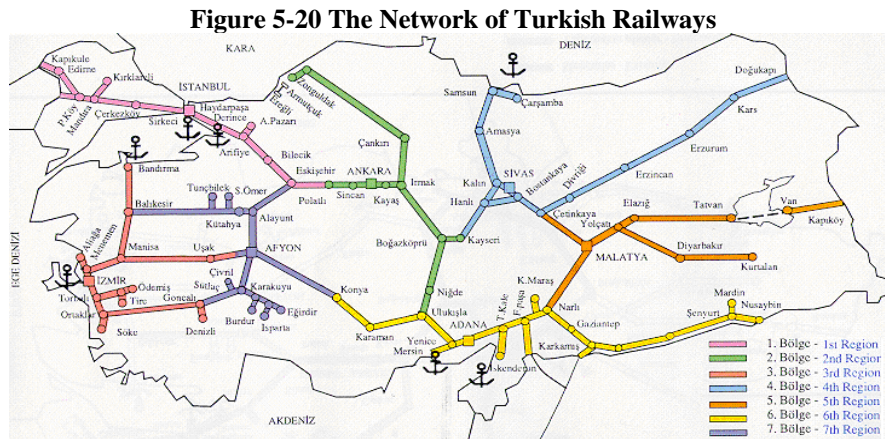 Figure 5-20 The Network of Turkish Railways
KARA
DENİZ
Kapıkule
Edirne
Kırklareli
P.Köy
Mandıra
Çerkezköy
İSTANBUL
Sirkeci
Haydarpaşa
Derince
A.Pazarı
Arifiye
Bilecik
Eskişehir
Zonguldak
Armutçuk
Ereğli
Çankırı
ANKARA
Irmak
Polatlı
Sincan
Kayaş
Samsun
Çarşamba
Amasya
SİVAS
Kalın
Hanlı
Bostankaya
Divriği
Çetinkaya
Erzincan
Erzurum
Kars
Doğukapı
Bandırma
Balıkesir
Tunçbilek
S.Ömer
Kütahya
Alayunt
Boğazköprü
Kayseri
Yolçatı
Elazığ
Tatvan
Van
Kapıköy
EGE DENİZİ
Aliağa
Menemen
Manisa
Uşak
AFYON
MALATYA
Diyarbakır
Kurtalan
İZMİR
Torbalı
Ödemiş
Tire
Ortaklar
Söke
Goncalı
Denizli
Çivril
Sütlaç
Karakuyu
Burdur
Isparta
Eğirdir
Konya
Karaman
Niğde
Ulukışla
Yenice
Mersin
ADANA
T.Kale
F.paşa
K.Maraş
Narlı
Gaziantep
Karkamış
İskenderun
Şenyurt
Mardin
Nusaybin
AKDENİZ
1. Bölge - 1st Region
2. Bölge - 2nd Region
3. Bölge - 3rd Region
4. Bölge - 4th Region
5. Bölge - 5th Region
6. Bölge - 6th Region
7. Bölge - 7th Region